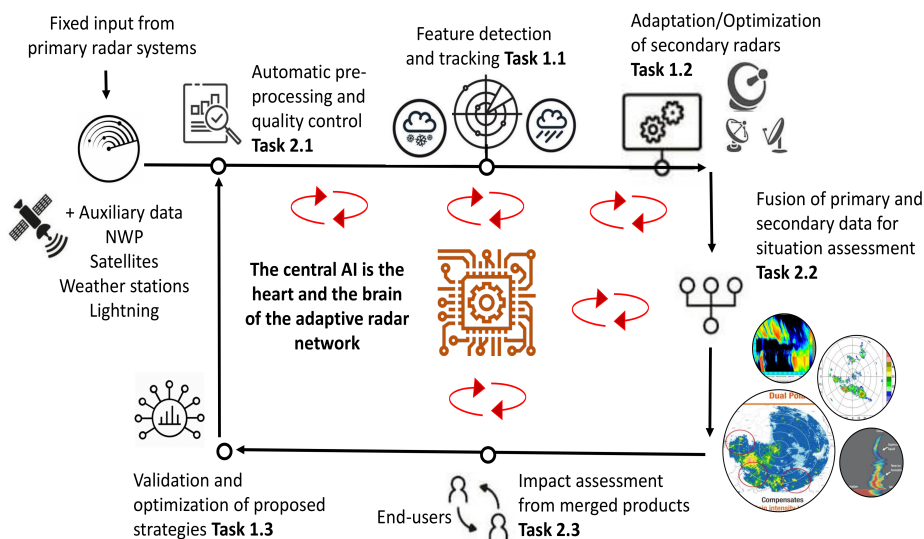 Fixed input from
primary radar systems
Automatic pre-
processing and
quality control
Task 2.1
Feature detection
and tracking Task 1.1
Adaptation/Optimization
of secondary radars
Task 1.2
+ Auxiliary data
NWP
Satellites
Weather stations
Lightning
The central AI is the
heart and the brain
of the adaptive radar
network
Fusion of primary and
secondary data for
situation assessment
Task 2.2
Dual Pola
Compensates
in intensity
Validation and
optimization of proposed
strategies Task 1.3
End-users
Impact assessment
from merged products
Task 2.3